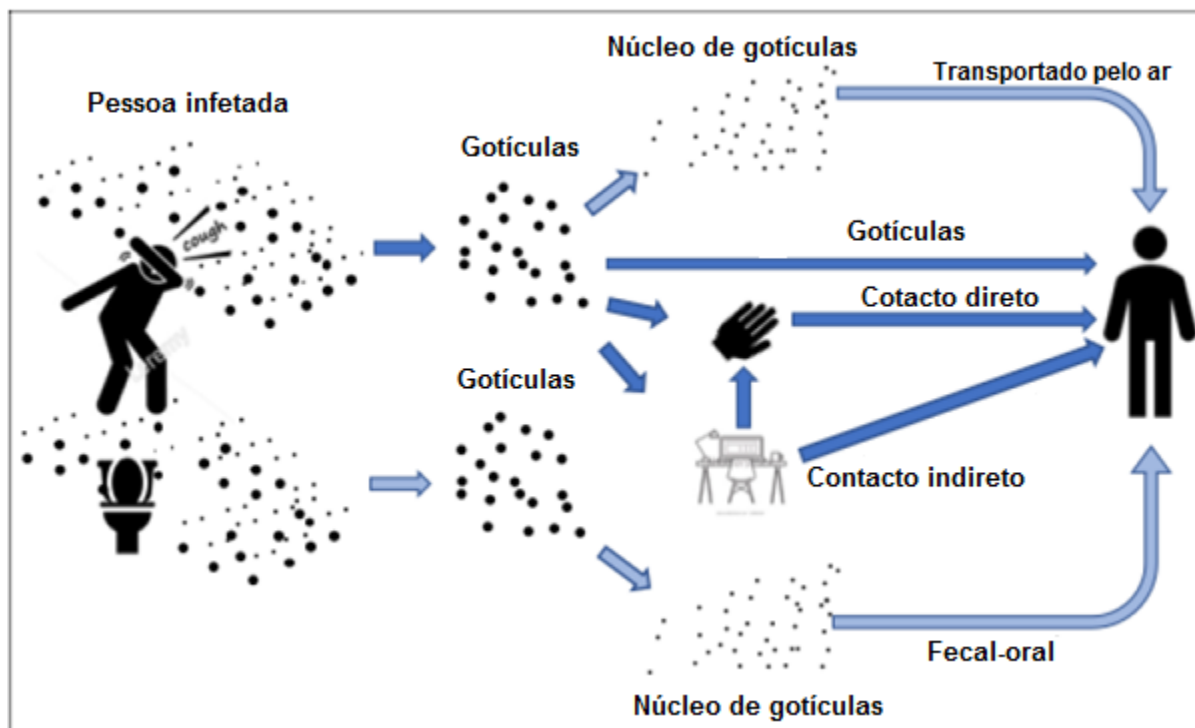 Núcleo de gotículas
Transportado pelo ar
Pessoa infetada
Gotículas
cough
Gotículas
Cotacto direto
Gotículas
Contacto indireto
Fecal-oral
Núcleo de gotículas